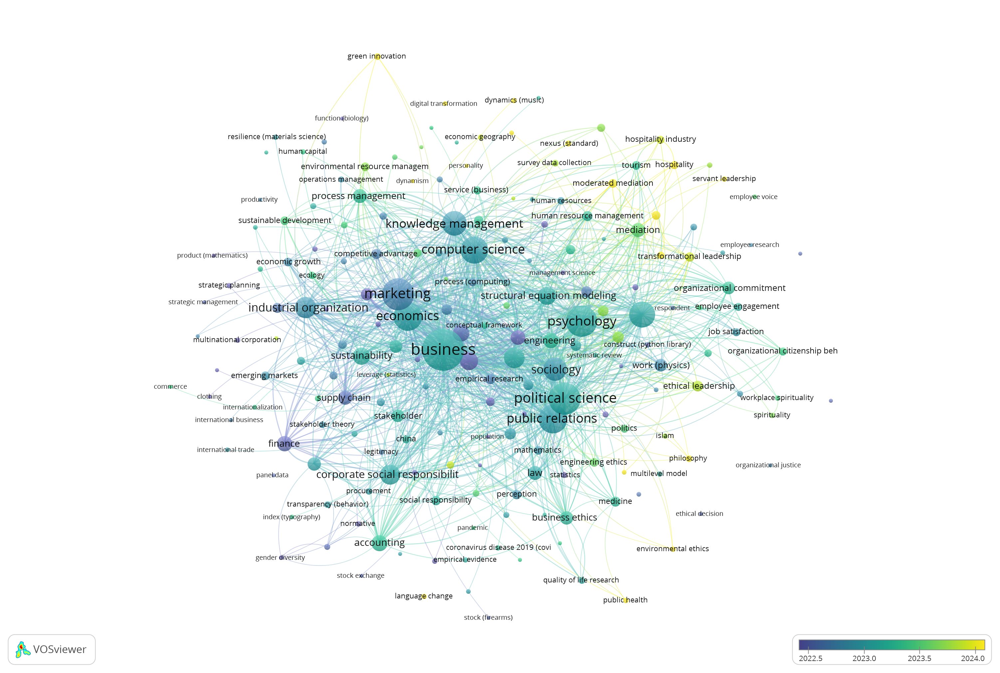 green innovation
dynamics (music)
digital transformation
function (biology)
resilience (materials science)
economic geography
hospitality industry
nexus (standard)
human capital
survey data collection
tourism
hospitality
environmental resource managem
personality
operations management
dynamism
servant leadership
moderated mediation
service (business)
process management
productivity
human resources
employee voice
human resource management
sustainable development
knowledge management
mediation
employee research
computer science
competitive advantage
product (mathematics)
transformational leadership
economic growth
management science
ecology
process (computing)
strategic planning
organizational commitment
marketing
structural equation modeling
strategic management
industrial organization
respondent
employee engagement
economics
psychology
conceptual framework
job satisfaction
multinational corporation
engineering
construct (python library)
business
organizational citizenship beh
sustainability
systematic review
work (physics)
sociology
emerging markets
leverage (statistics)
empirical research
commerce
ethical leadership
clothing
supply chain
political science
workplace spirituality
internationalization
stakeholder
spirituality
international business
public relations
stakeholder theory
politics
population
islam
china
finance
international trade
legitimacy
mathematics
philosophy
engineering ethics
organizational justice
panel data
corporate social responsibilit
law
statistics
multilevel model
procurement
perception
social responsibility
medicine
transparency (behavior)
ethical decision
index (typography)
business ethics
normative
pandemic
accounting
coronavirus disease 2019 (covi
environmental ethics
gender diversity
empirical evidence
stock exchange
quality of life research
language change
public health
stock (firearms)
VOSviewer
2022.5
2023.0
2023.5
2024.0